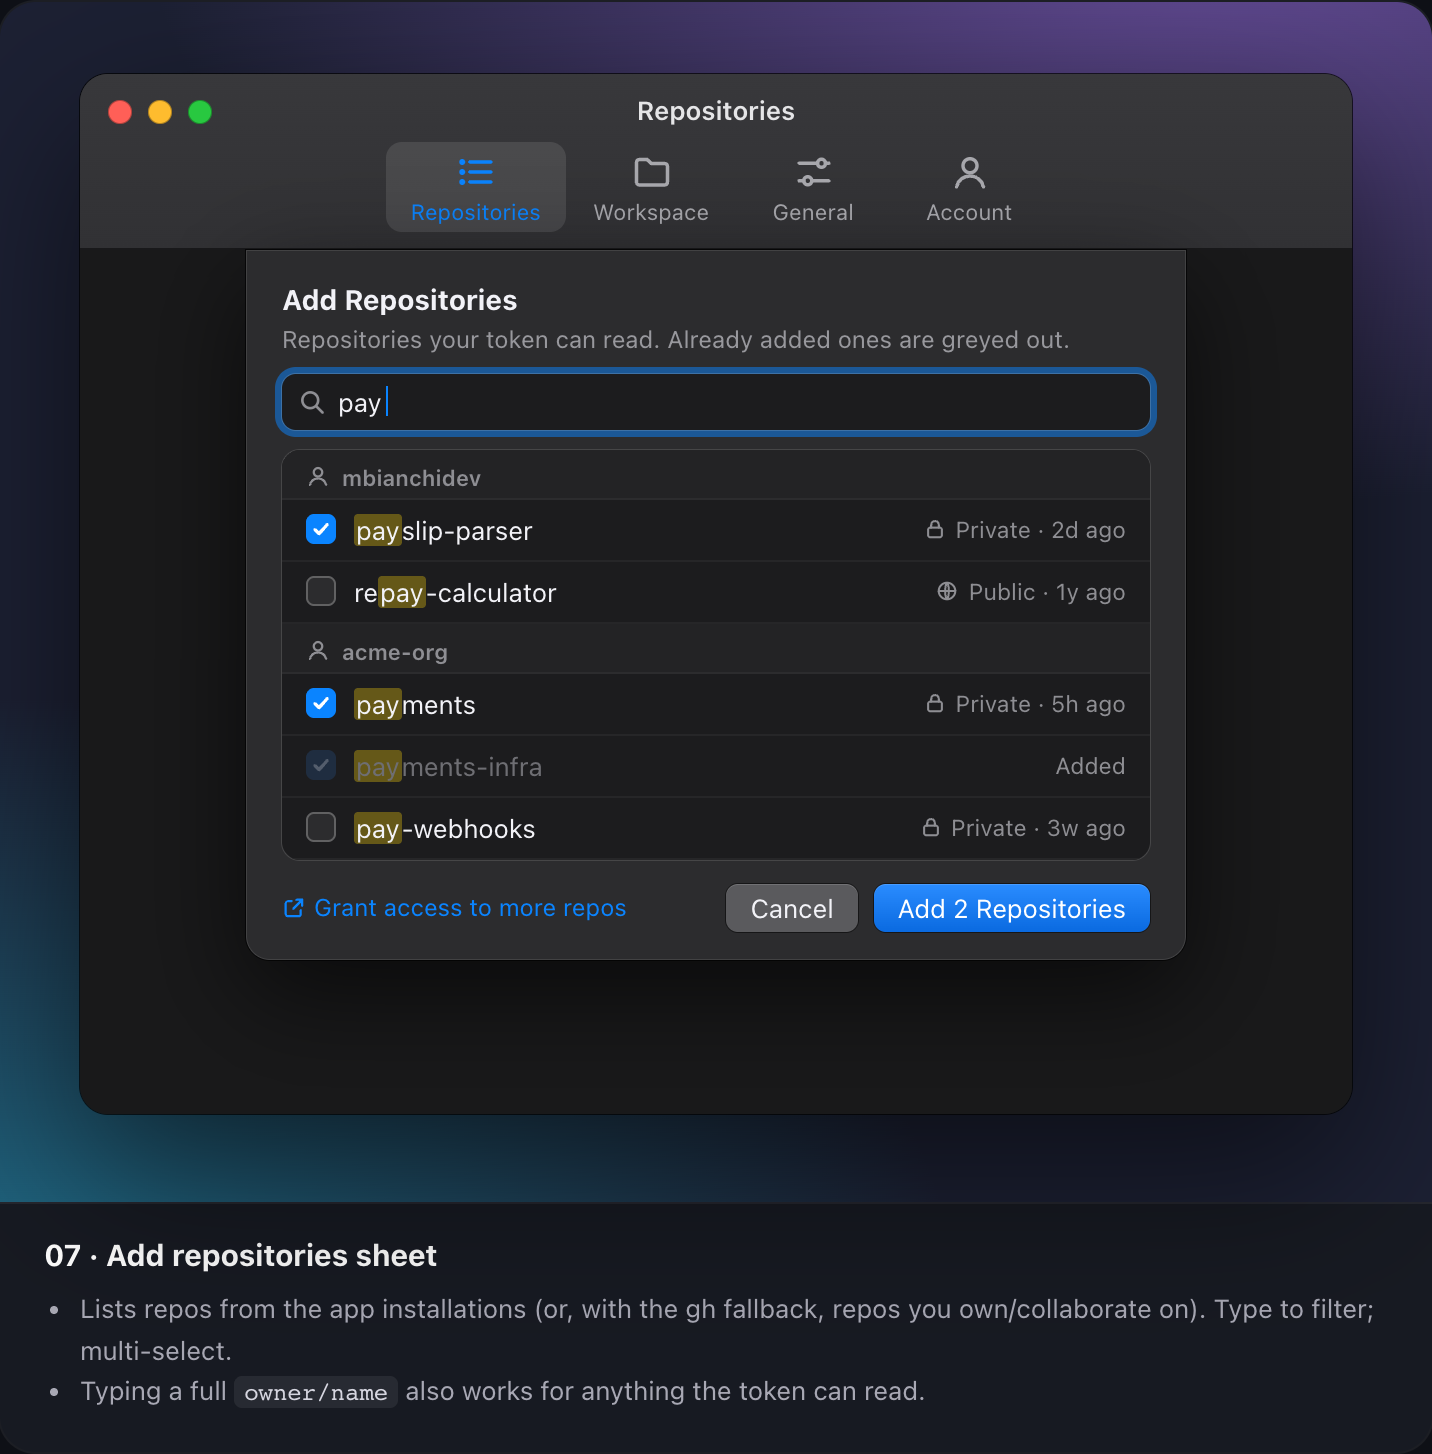 Repositories
Repositories
Workspace
General
Account
Add Repositories
Repositories your token can read. Already added ones are greyed out.
pay
mbianchidev
payslip-parser
Private · 2d ago
repay-calculator
Public · 1y ago
acme-org
payments
Private · 5h ago
payments-infra
Added
pay-webhooks
Private · 3w ago
Grant access to more repos
Cancel
Add 2 Repositories
07 · Add repositories sheet
• Lists repos from the app installations (or, with the gh fallback, repos you own/collaborate on). Type to filter;
multi-select.
• Typing a full owner/name also works for anything the token can read.